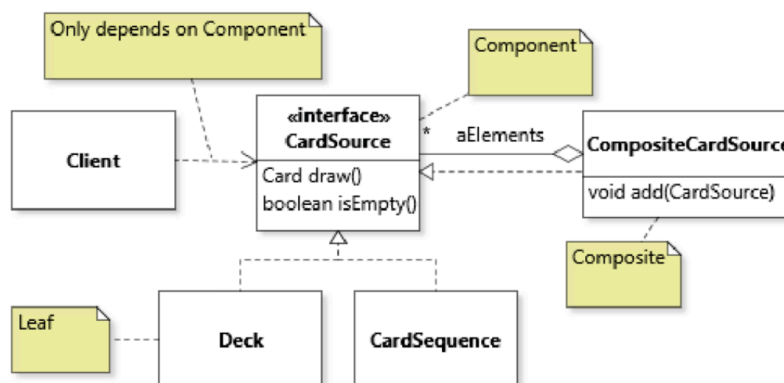 Only depends on Component
Component
«interface»
CardSource
* aElements
CompositeCardSource
Client
Card draw()
boolean isEmpty()
void add(CardSource)
Composite
Leaf
Deck
CardSequence